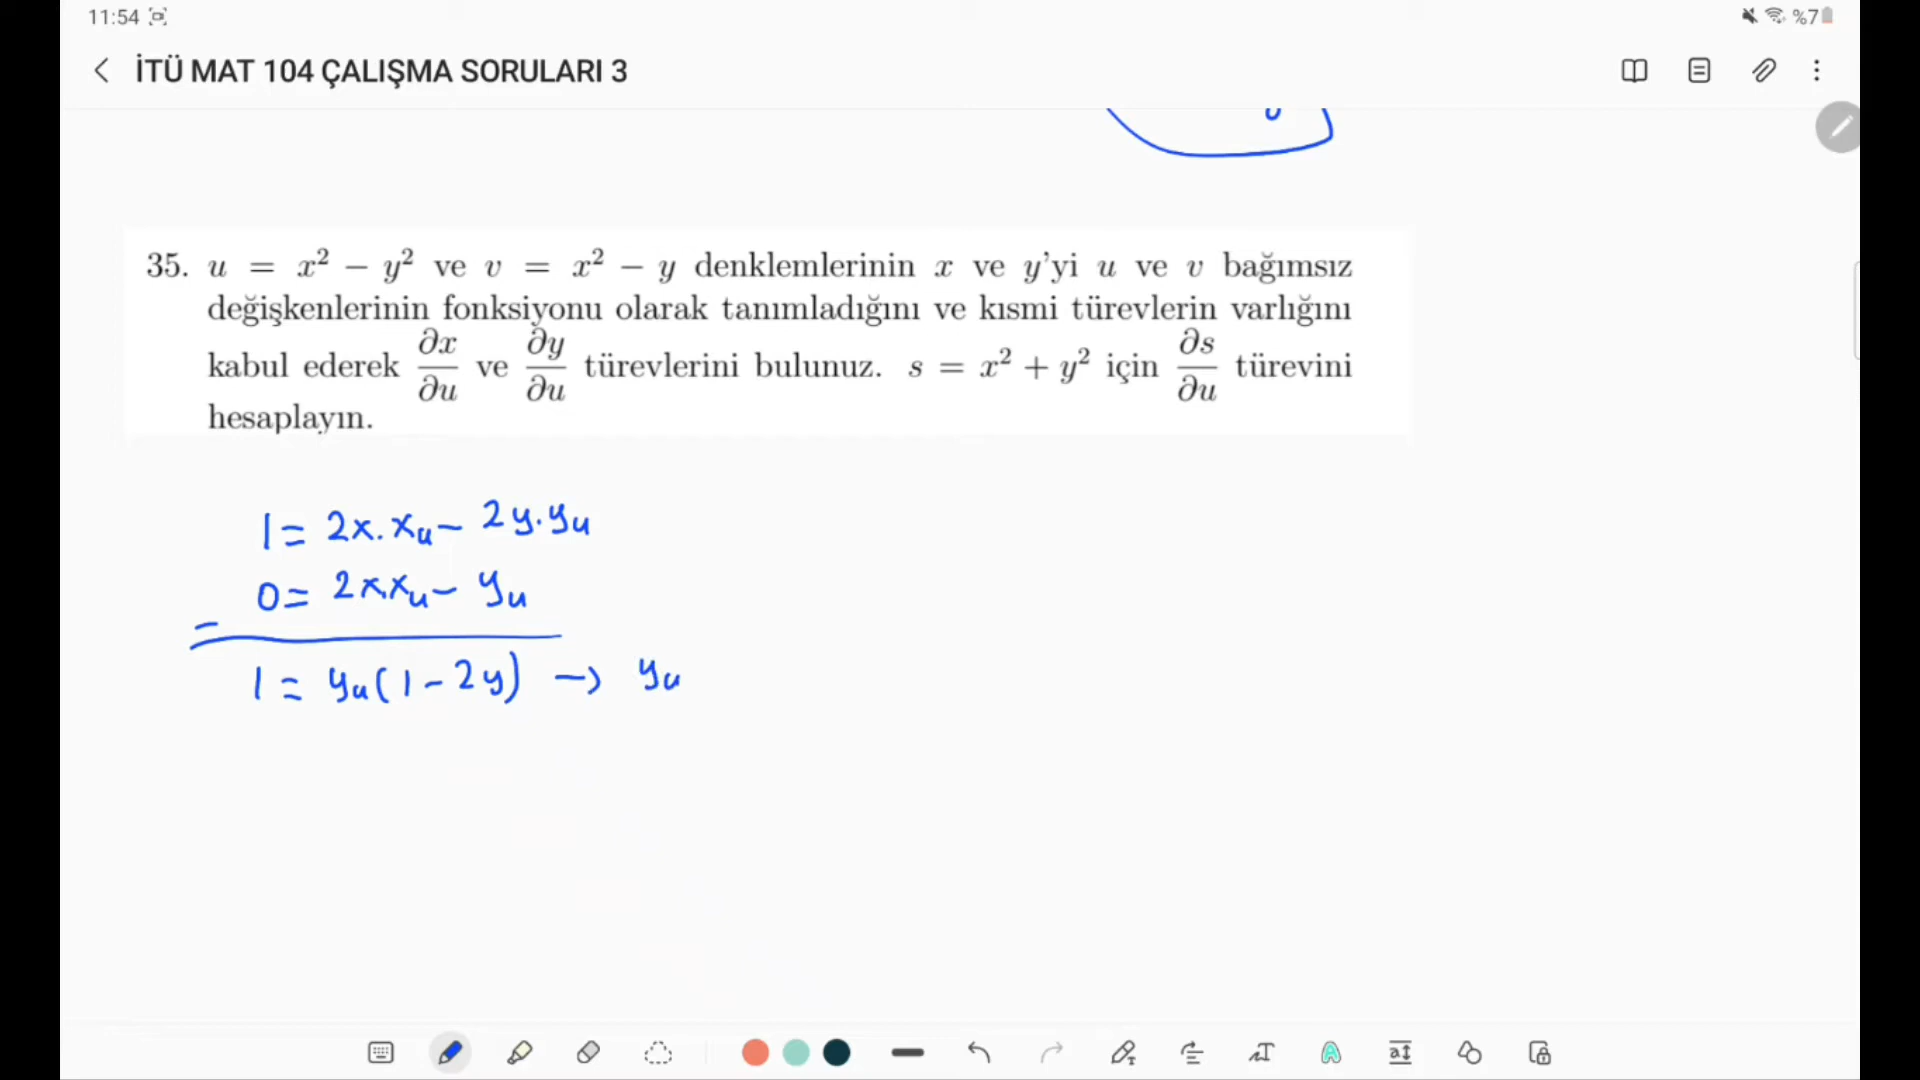 11:54 %7
İTÜ MAT 104 ÇALIŞMA SORULARI 3
35. u = x² − y² ve v = x² − y denklemlerinin x ve y'yi u ve v bağımsız
değişkenlerinin fonksiyonu olarak tanımladığını ve kısmi türevlerin varlığını
kabul ederek ∂x/∂u ve ∂y/∂u türevlerini bulunuz. s = x² + y² için ∂s/∂u türevini
hesaplayın.
1 = 2x.xᵤ − 2y.yᵤ
0 = 2x.xᵤ − yᵤ
1 = yᵤ(1 − 2y) → yᵤ